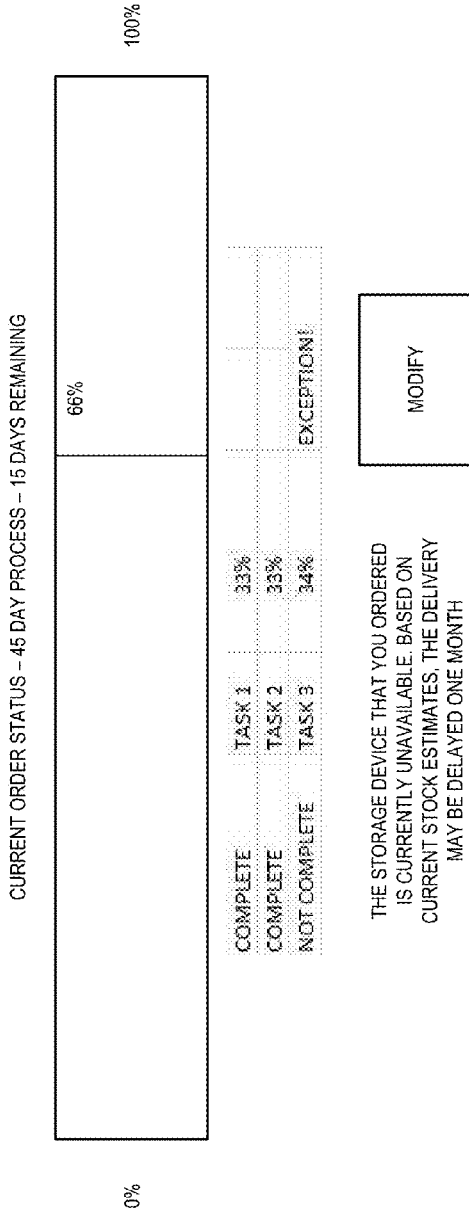 CURRENT ORDER STATUS – 45 DAY PROCESS – 15 DAYS REMAINING
66%
0%
100%
COMPLETE TASK 1 33%
COMPLETE TASK 2 33%
NOT COMPLETE TASK 3 34% EXCEPTION!
THE STORAGE DEVICE THAT YOU ORDERED
IS CURRENTLY UNAVAILABLE. BASED ON
CURRENT STOCK ESTIMATES, THE DELIVERY
MAY BE DELAYED ONE MONTH
MODIFY